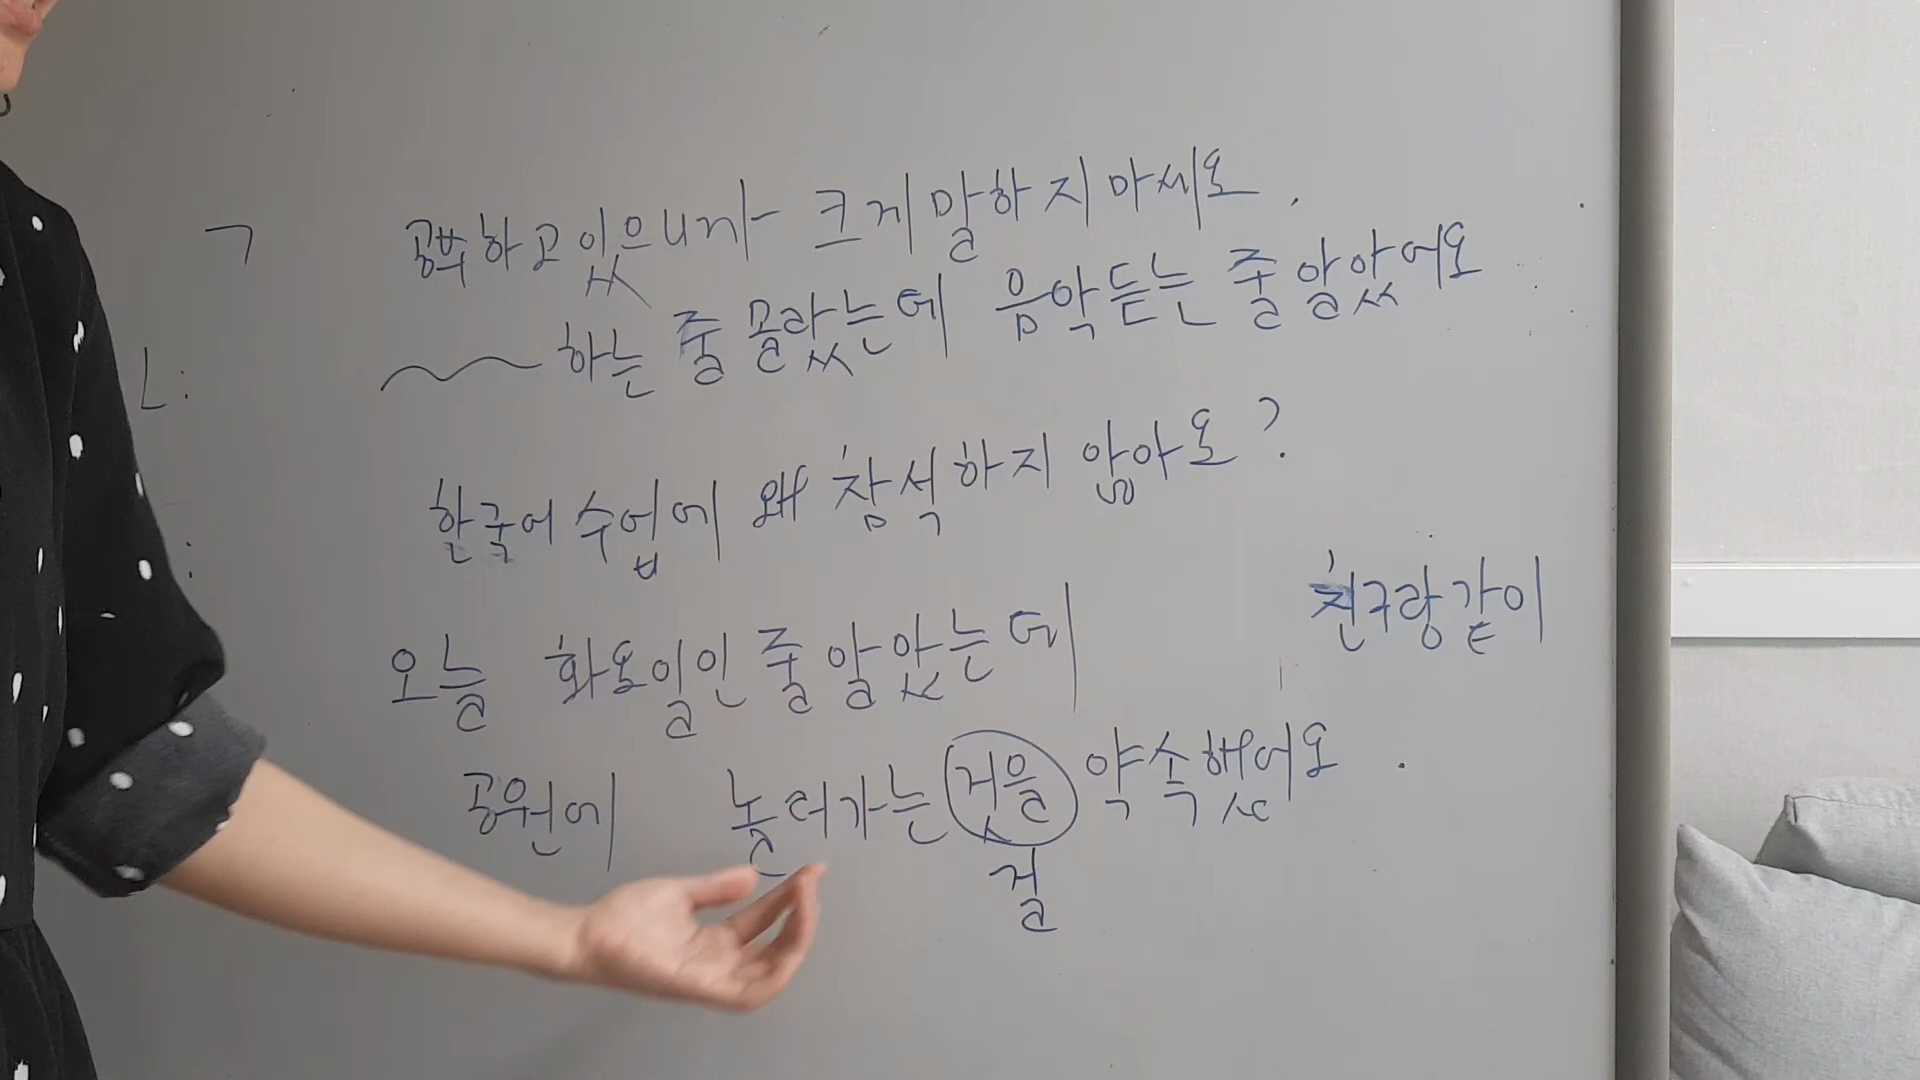 ㄱ 공부하고 있으니까 크게 말하지 마세요.
ㄴ: ~~ 하는 줄 몰랐는데 음악 듣는 줄 알았어요
한국어 수업에 왜 참석하지 않아요?
: 오늘 화요일인 줄 알았는데
친구랑 같이
공원에 놀러가는 것을 약속했어요.
걸